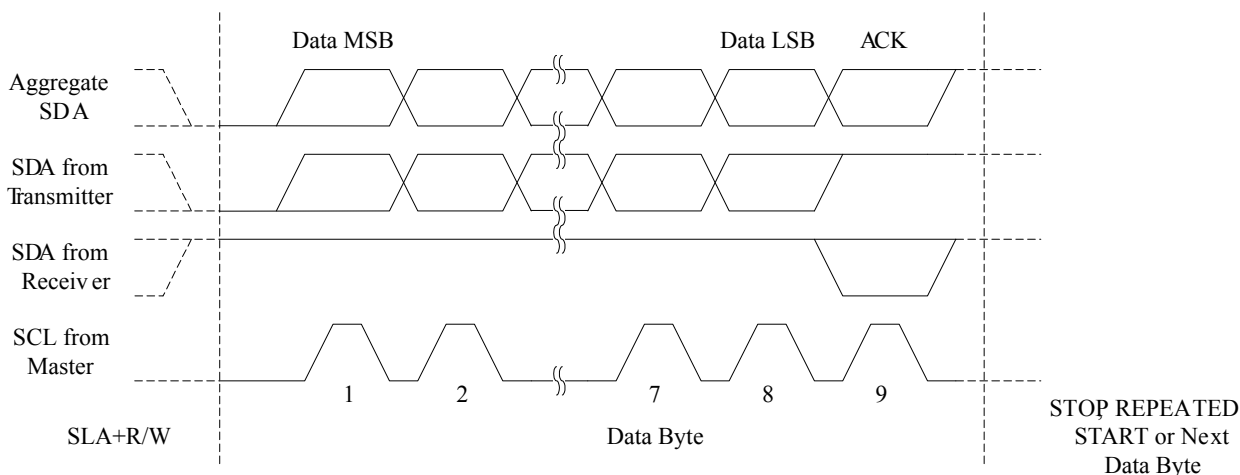 Data MSB
Data LSB
ACK
Aggregate
SDA
SDA from
Transmitter
SDA from
Receiver
SCL from
Master
1
2
7
8
9
SLA+R/W
Data Byte
STOP, REPEATED
START or Next
Data Byte